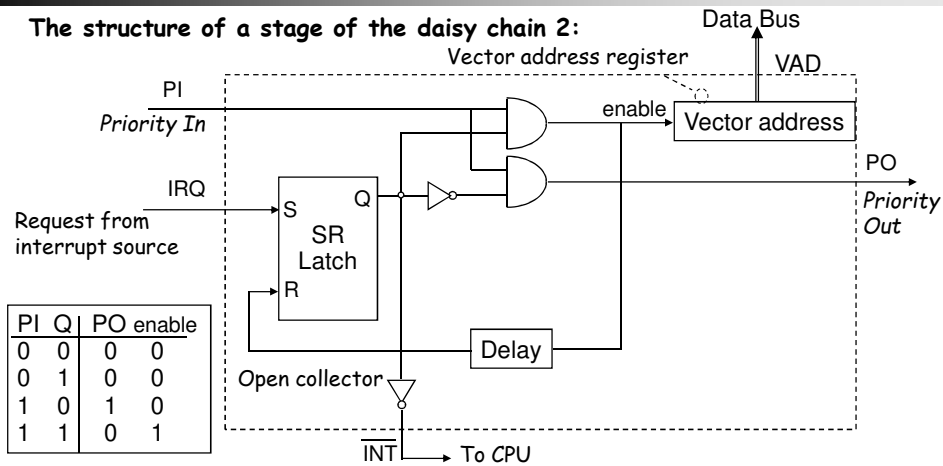 The structure of a stage of the daisy chain 2:
Data Bus
Vector address register
VAD
PI
Priority In
enable
Vector address
IRQ
Request from
interrupt source
S
Q
SR
Latch
R
PO
Priority
Out
PI Q PO enable
0 0 0 0
0 1 0 0
1 0 1 0
1 1 0 1
Delay
Open collector
INT
To CPU